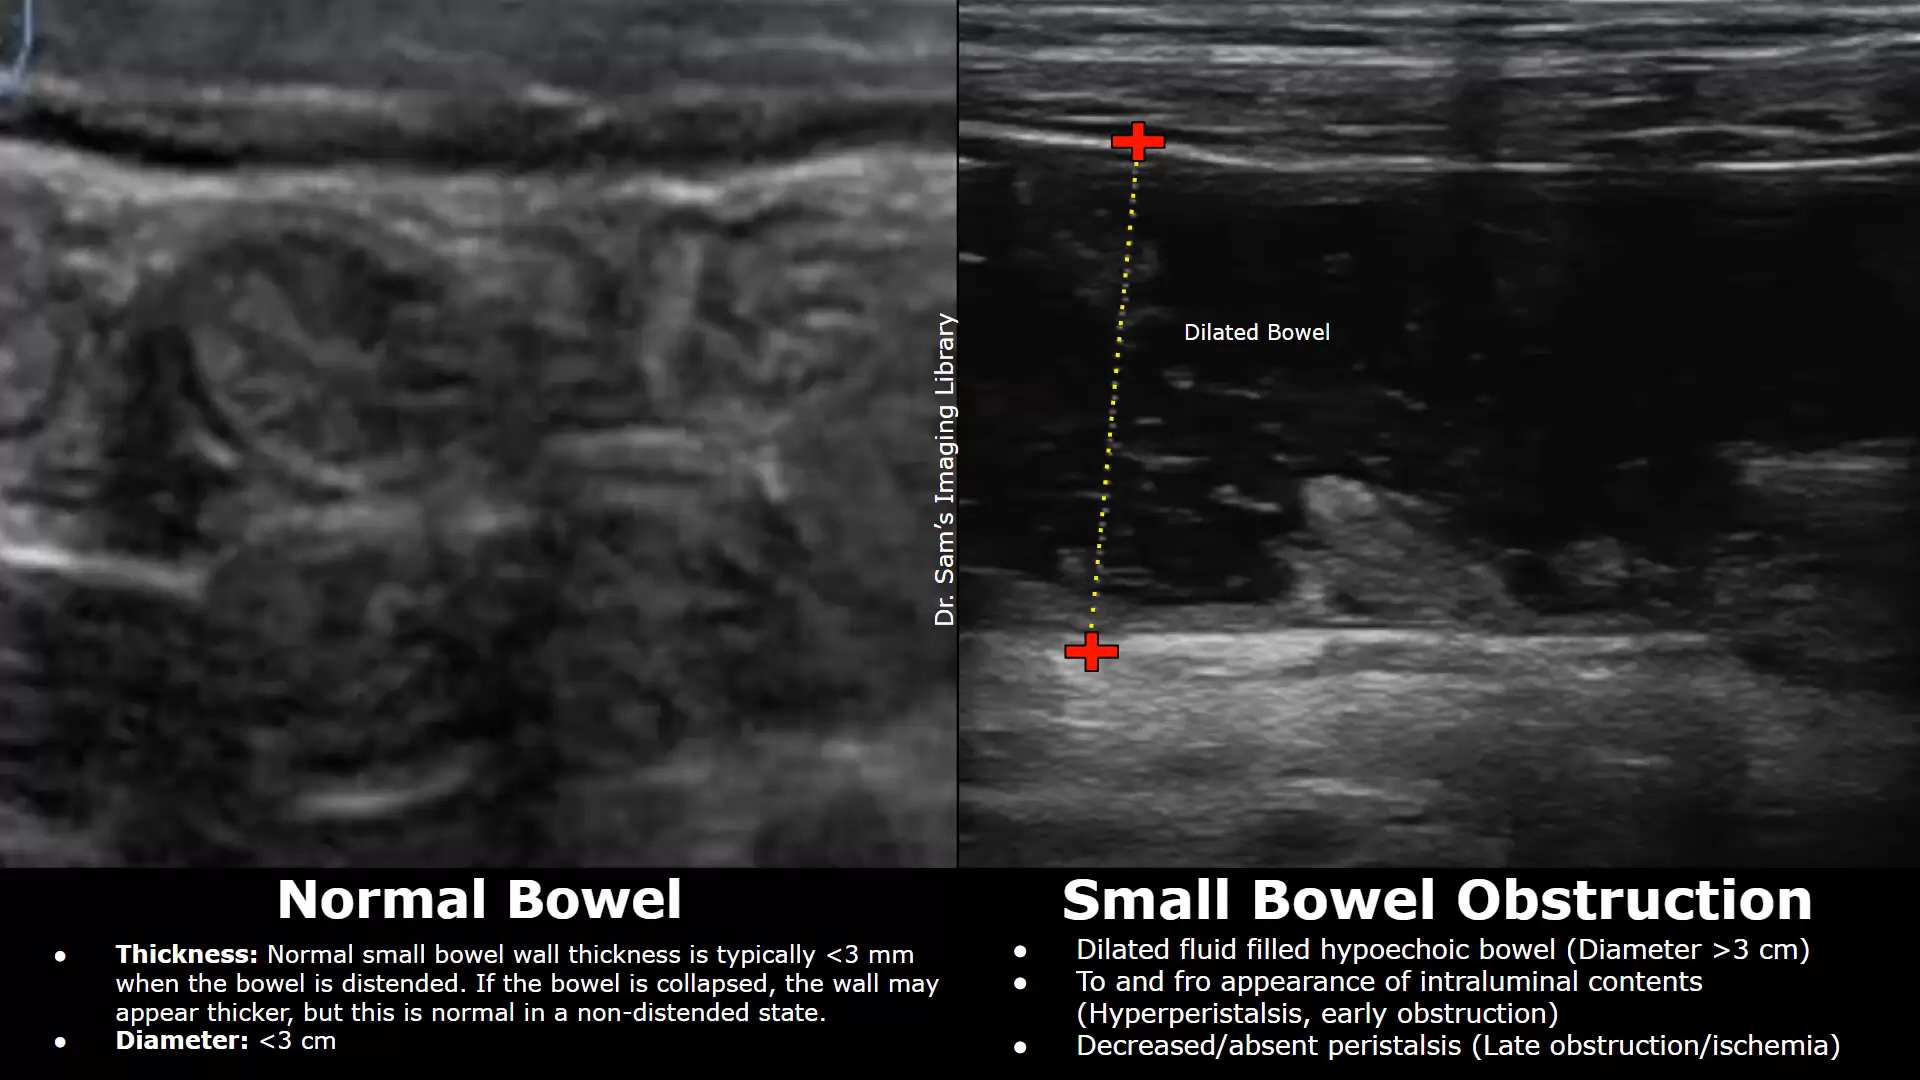 Dilated Bowel
Dr. Sam’s Imaging Library
Normal Bowel
● Thickness: Normal small bowel wall thickness is typically <3 mm
when the bowel is distended. If the bowel is collapsed, the wall may
appear thicker, but this is normal in a non-distended state.
● Diameter: <3 cm
Small Bowel Obstruction
● Dilated fluid filled hypoechoic bowel (Diameter >3 cm)
● To and fro appearance of intraluminal contents
(Hyperperistalsis, early obstruction)
● Decreased/absent peristalsis (Late obstruction/ischemia)